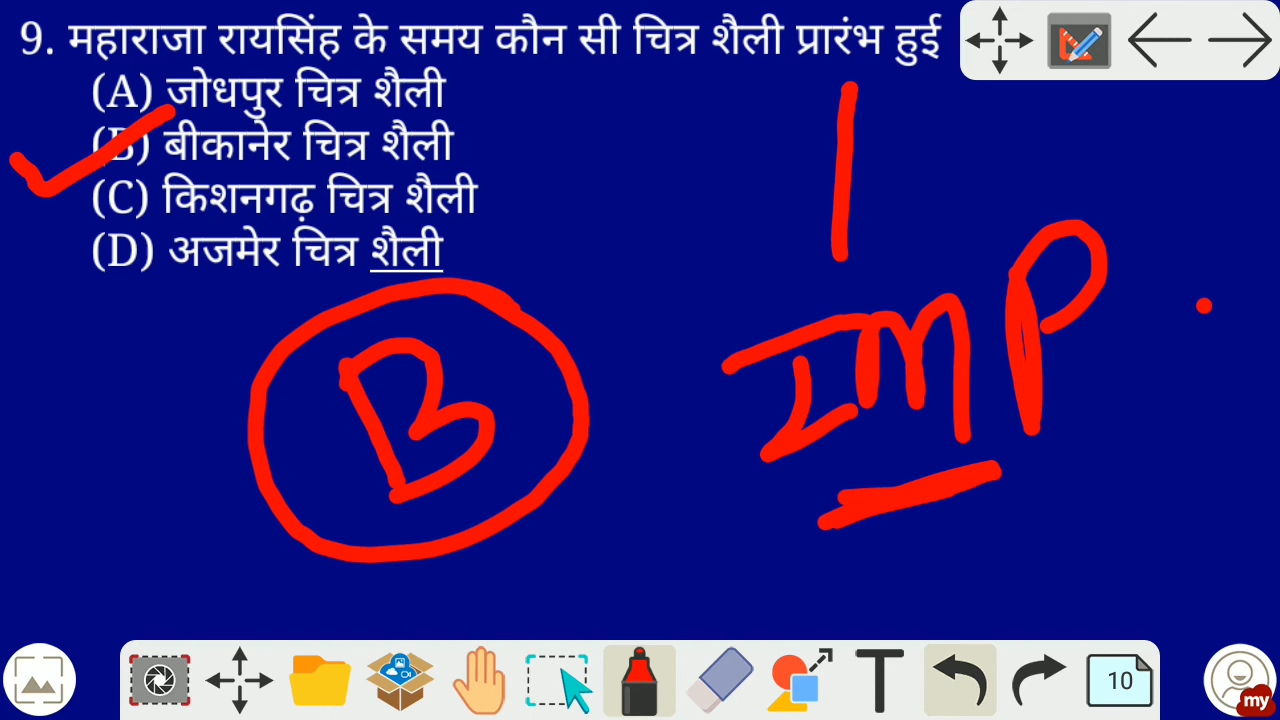 9. महाराजा रायसिंह के समय कौन सी चित्र शैली प्रारंभ हुई
(A) जोधपुर चित्र शैली
(B) बीकानेर चित्र शैली
(C) किशनगढ़ चित्र शैली
(D) अजमेर चित्र शैली
B
IMP
T
10
my